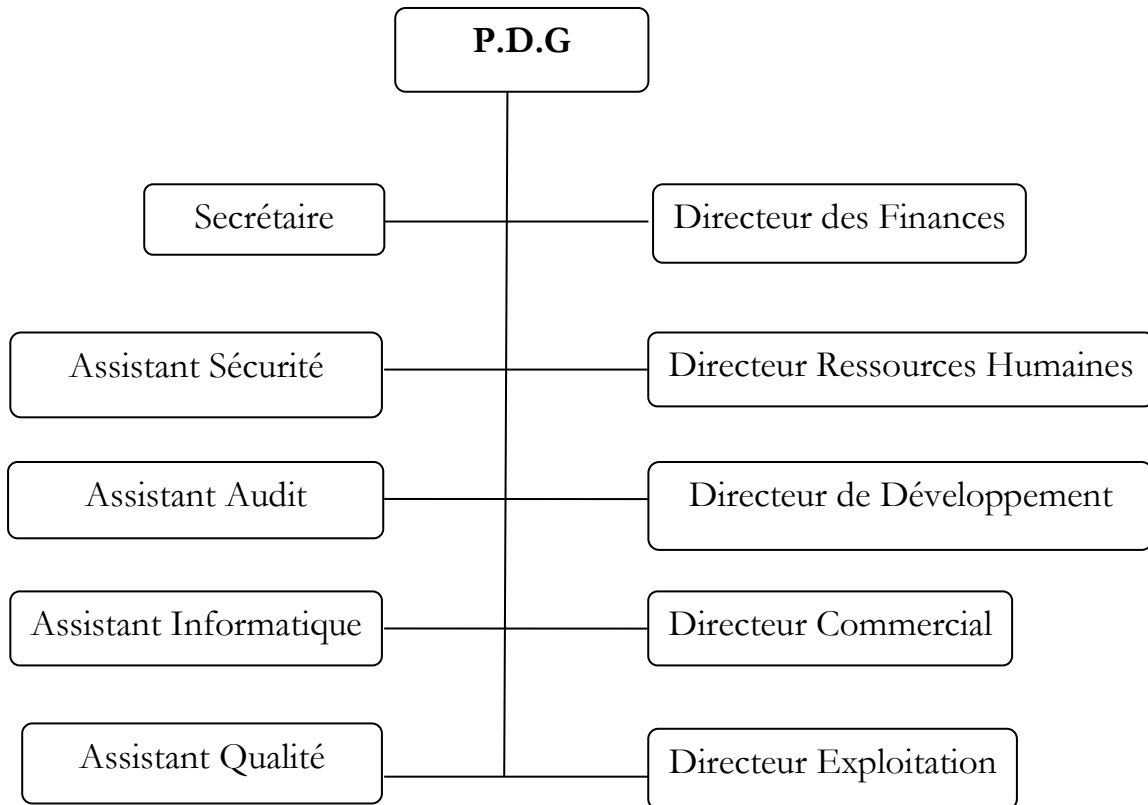 P.D.G
Secrétaire
Directeur des Finances
Assistant Sécurité
Directeur Ressources Humaines
Assistant Audit
Directeur de Développement
Assistant Informatique
Directeur Commercial
Assistant Qualité
Directeur Exploitation